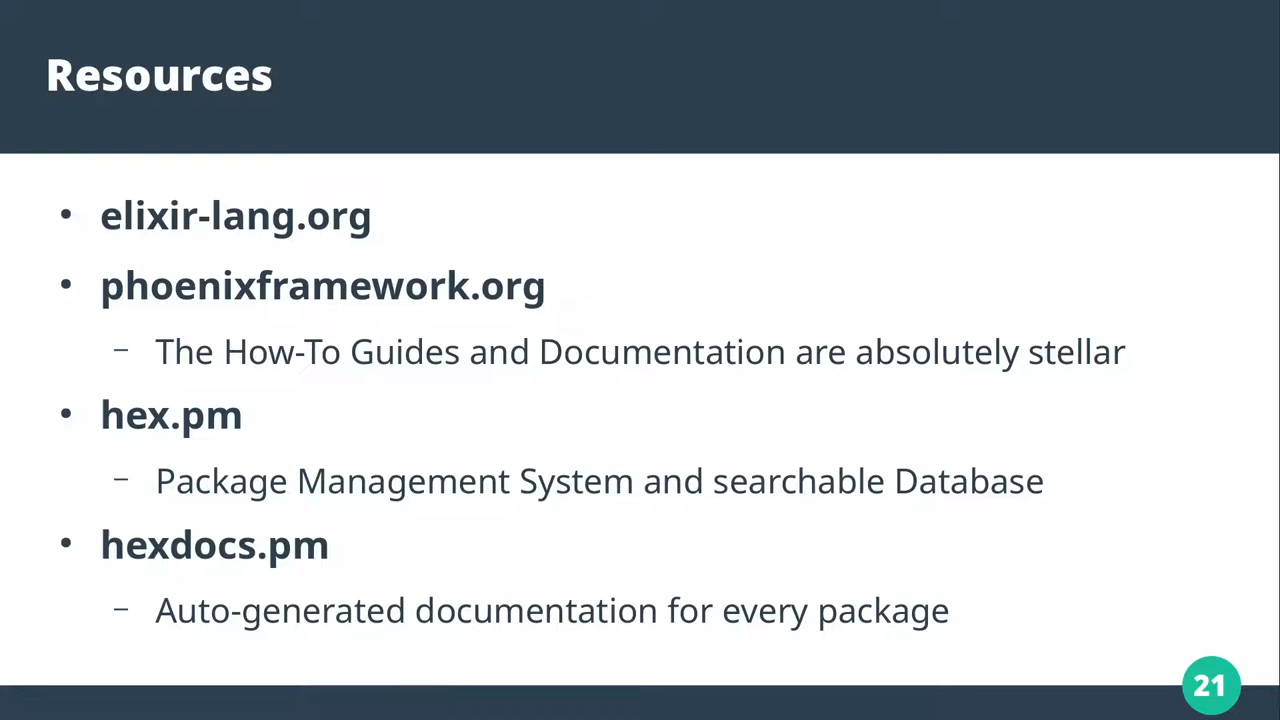 Resources
• elixir-lang.org
• phoenixframework.org
– The How-To Guides and Documentation are absolutely stellar
• hex.pm
– Package Management System and searchable Database
• hexdocs.pm
– Auto-generated documentation for every package
21